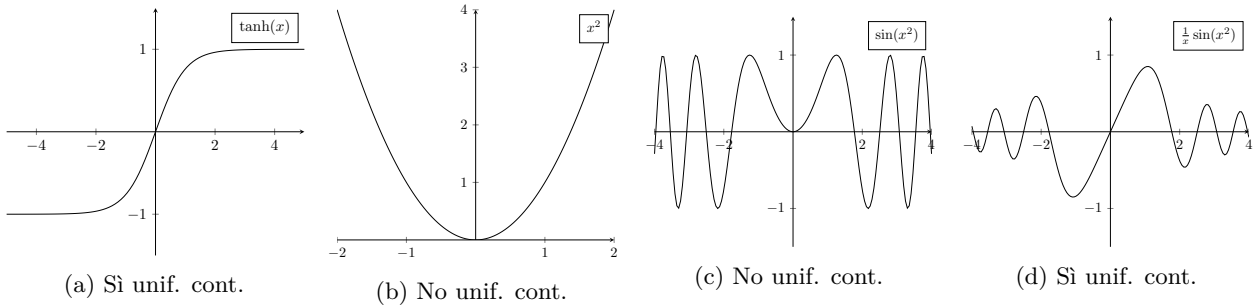 tanh(x)
1
−4 −2 2 4
−1
(a) Sì unif. cont.
x²
4
3
2
1
−2 −1 1 2
(b) No unif. cont.
sin(x²)
1
−4 −2 2 4
−1
(c) No unif. cont.
1/x sin(x²)
1
−4 −2 2 4
−1
(d) Sì unif. cont.